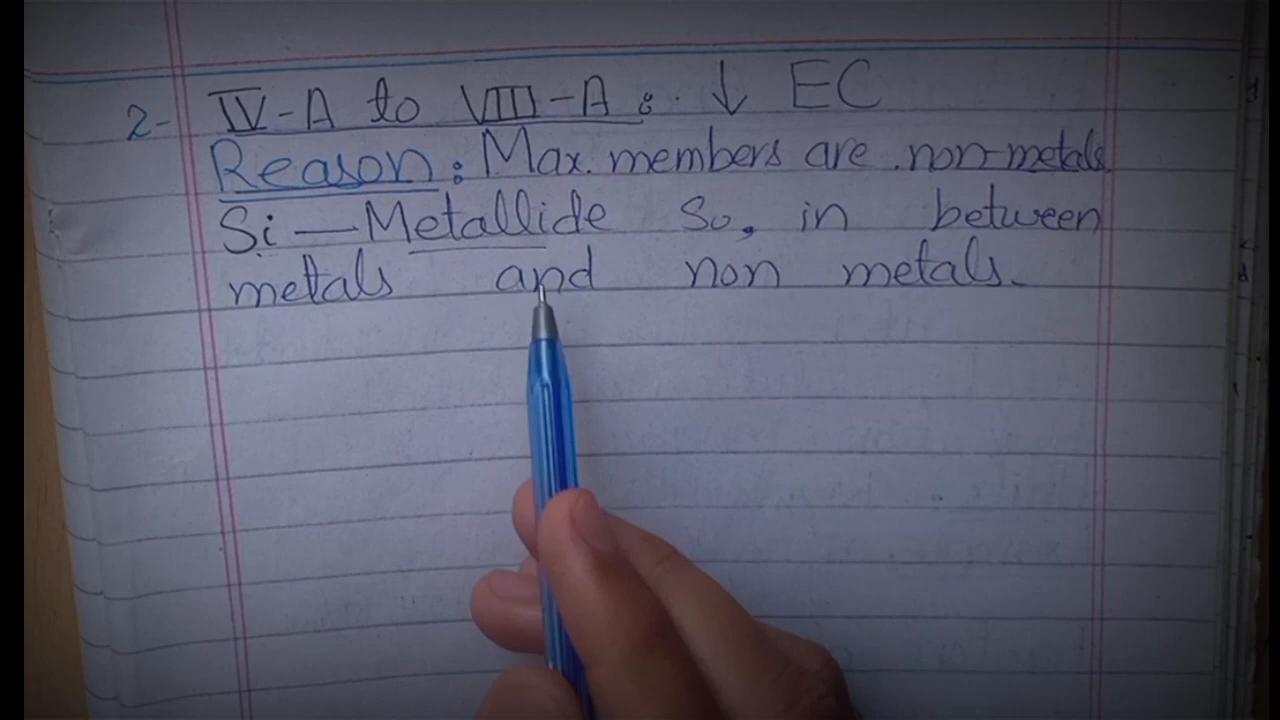 2- IV-A to VIII-A: ↓ EC
Reason: Max. members are non-metals.
Si — Metallide So, in between
metals and non metals.